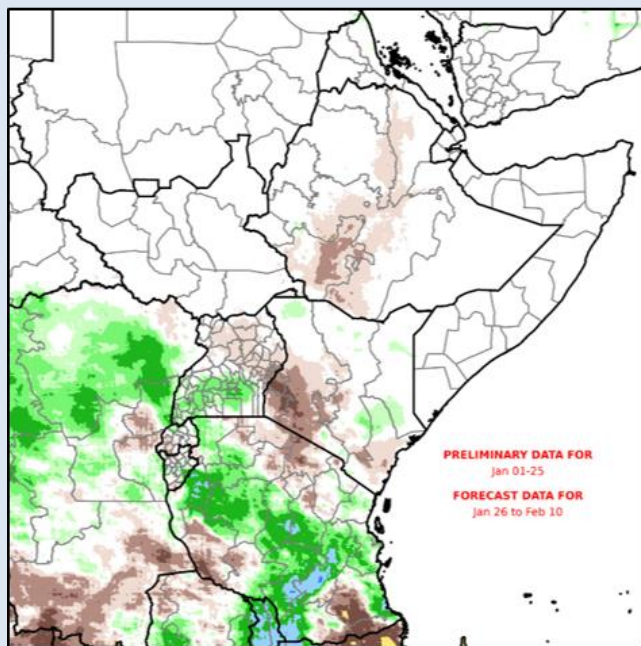 PRELIMINARY DATA FOR
Jan 01-25
FORECAST DATA FOR
Jan 26 to Feb 10